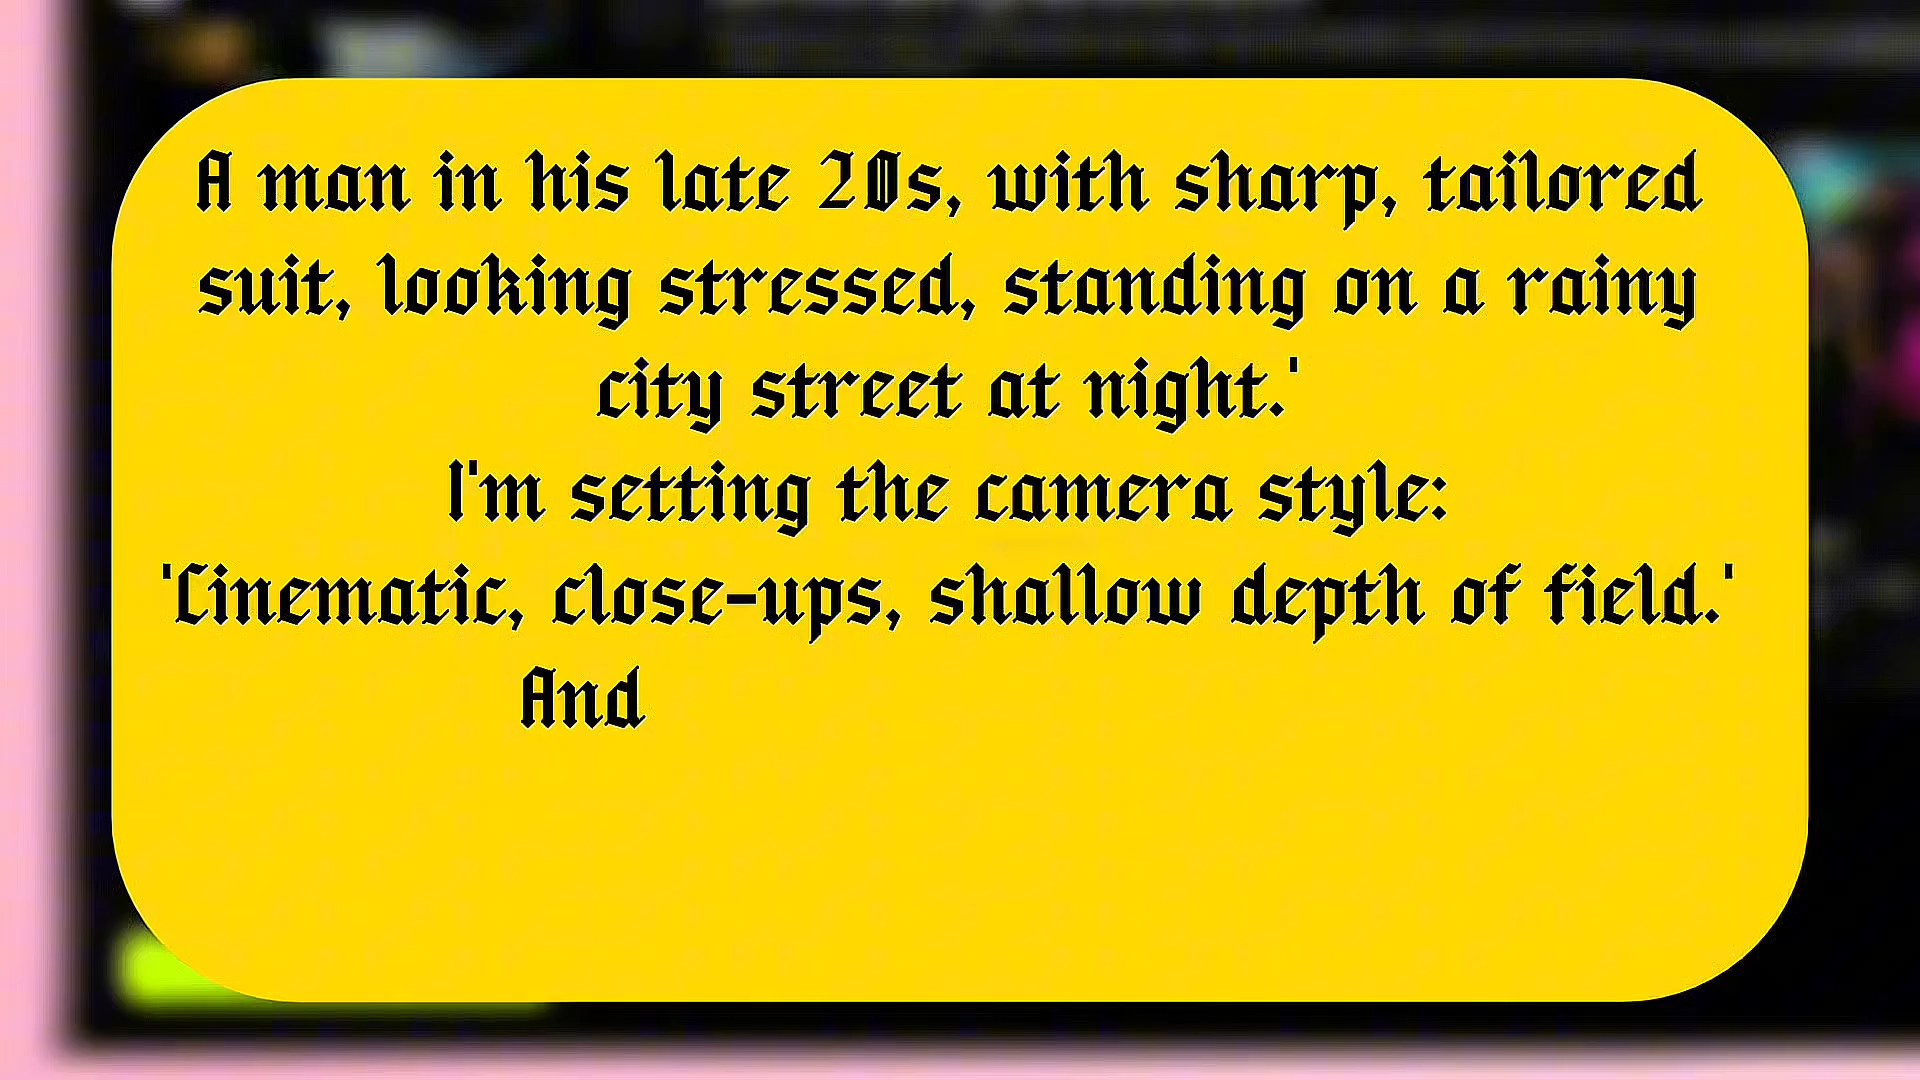 A man in his late 20s, with sharp, tailored
suit, looking stressed, standing on a rainy
city street at night.'
I'm setting the camera style:
'Cinematic, close-ups, shallow depth of field.'
And